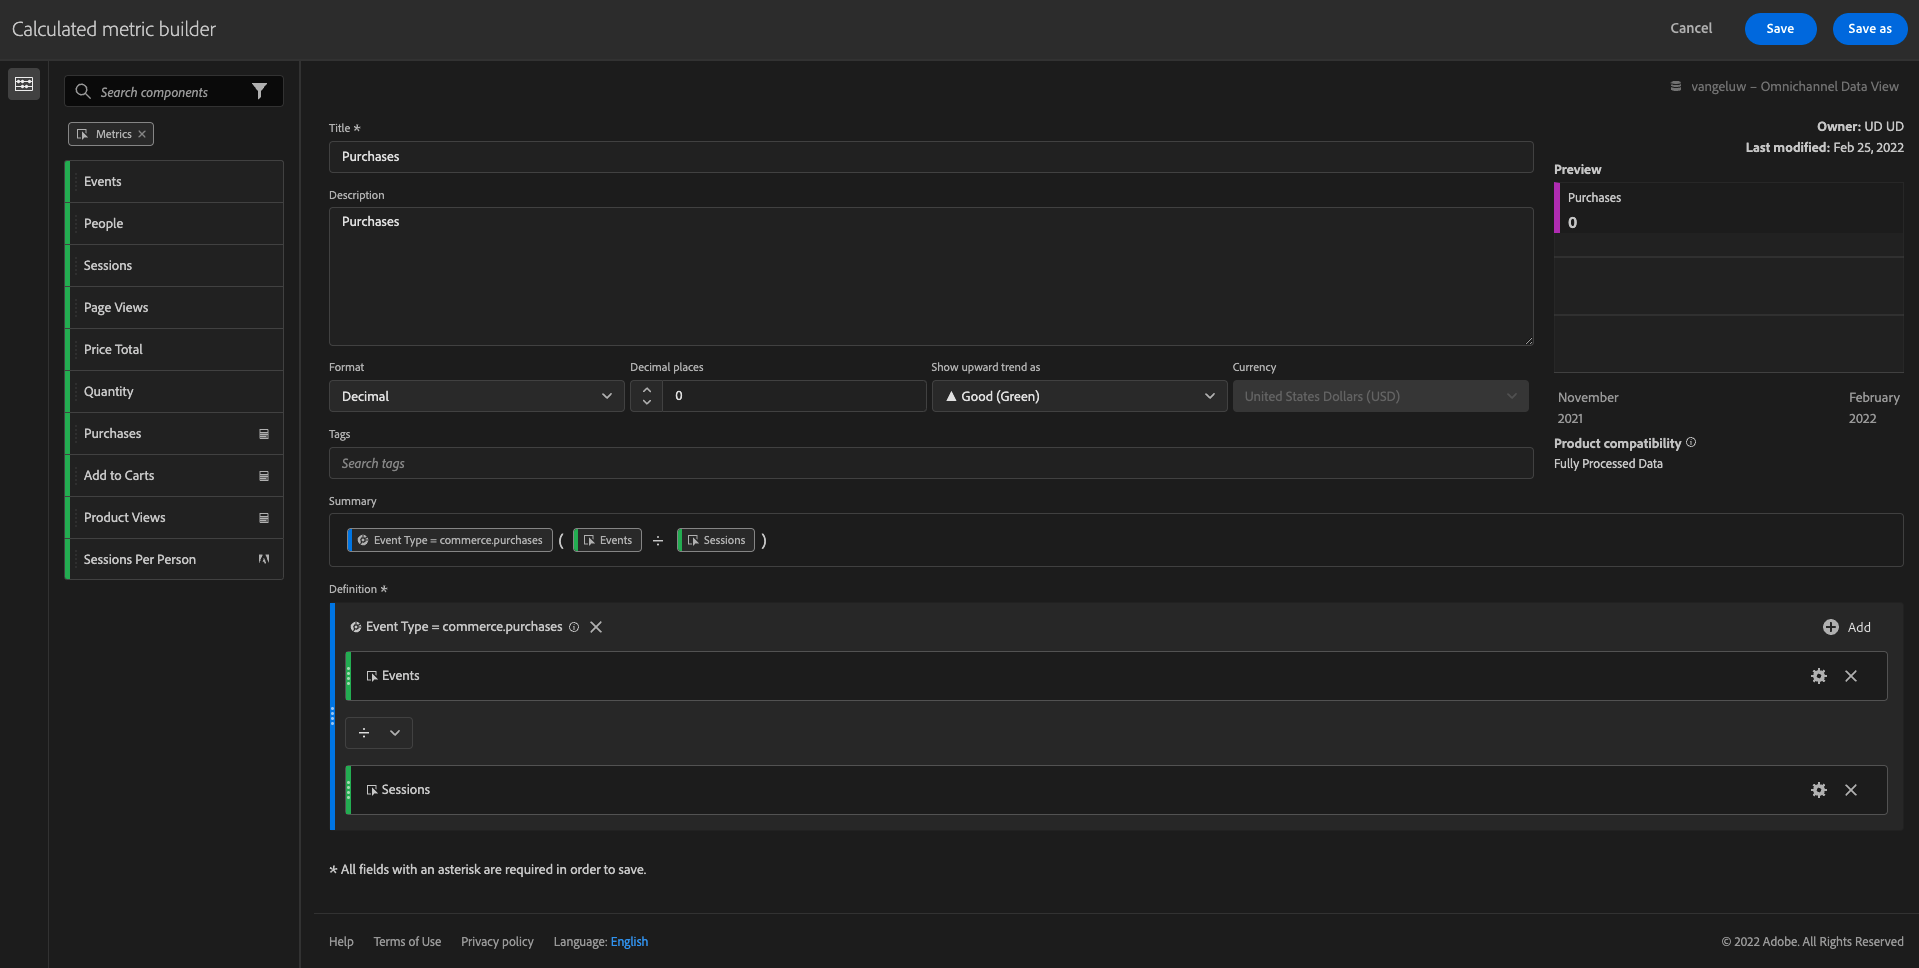 Calculated metric builder
Cancel
Save
Save as
Search components
Metrics
Events
People
Sessions
Page Views
Price Total
Quantity
Purchases
Add to Carts
Product Views
Sessions Per Person
vangeluw – Omnichannel Data View
Owner: UD UD
Last modified: Feb 25, 2022
Title *
Purchases
Description
Purchases
Format
Decimal
Decimal places
0
Show upward trend as
▲ Good (Green)
Currency
United States Dollars (USD)
Tags
Search tags
Preview
Purchases
0
November
2021
February
2022
Product compatibility
Fully Processed Data
Summary
Event Type = commerce.purchases ( Events ÷ Sessions )
Definition *
Event Type = commerce.purchases
Add
Events
÷
Sessions
* All fields with an asterisk are required in order to save.
Help Terms of Use Privacy policy Language: English
© 2022 Adobe. All Rights Reserved